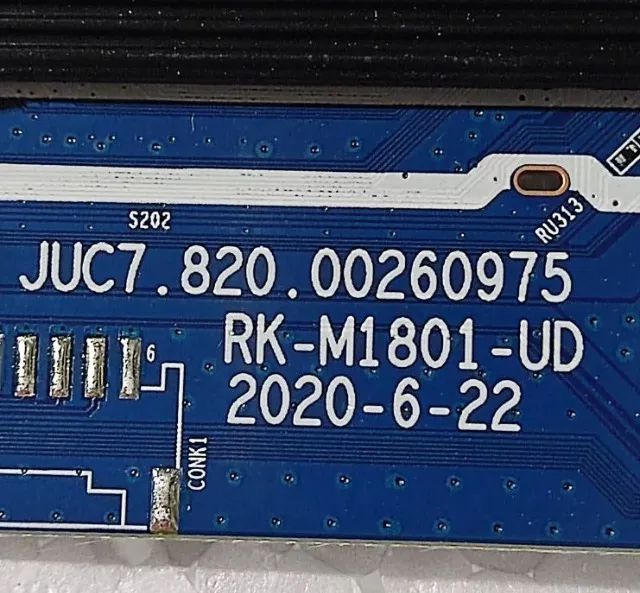 S202
RU313
JUC7.820.00260975
RK-M1801-UD
2020-6-22
6
CONK1